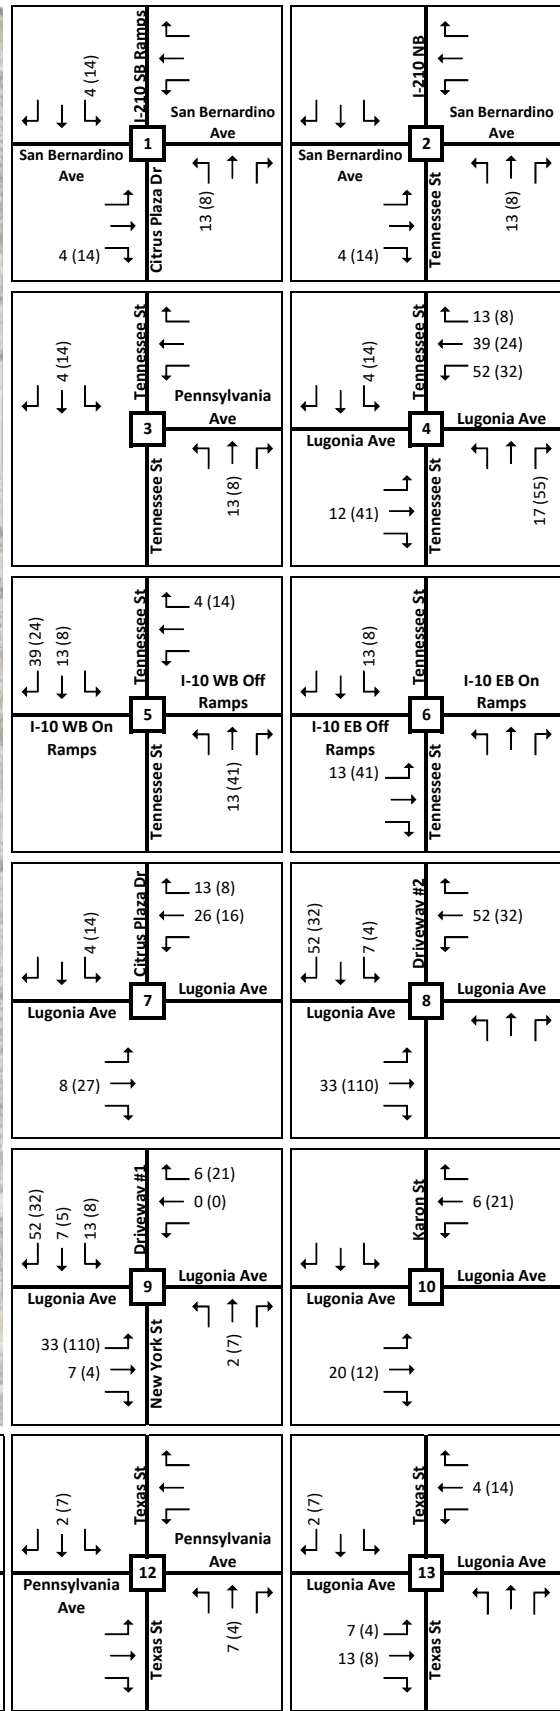 4 (14)
I-210 SB Ramps
San Bernardino
Ave
1
San Bernardino
Ave
Citrus Plaza Dr
13 (8)
4 (14)
I-210 NB
San Bernardino
Ave
2
San Bernardino
Ave
Tennessee St
13 (8)
4 (14)
4 (14)
Tennessee St
Pennsylvania
Ave
3
Tennessee St
13 (8)
4 (14)
Tennessee St
13 (8)
39 (24)
52 (32)
Lugonia Ave
4
Lugonia Ave
Tennessee St
12 (41)
17 (55)
39 (24)
13 (8)
Tennessee St
4 (14)
I-10 WB Off
Ramps
5
I-10 WB On
Ramps
Tennessee St
13 (41)
13 (8)
Tennessee St
I-10 EB On
Ramps
6
I-10 EB Off
Ramps
13 (41)
Tennessee St
4 (14)
Citrus Plaza Dr
13 (8)
26 (16)
Lugonia Ave
7
Lugonia Ave
8 (27)
52 (32)
7 (4)
Driveway #2
52 (32)
Lugonia Ave
8
Lugonia Ave
33 (110)
52 (32)
7 (5)
13 (8)
Driveway #1
6 (21)
0 (0)
Lugonia Ave
9
Lugonia Ave
33 (110)
7 (4)
New York St
2 (7)
Karon St
6 (21)
Lugonia Ave
10
Lugonia Ave
20 (12)
2 (7)
Texas St
Pennsylvania
Ave
12
Pennsylvania
Ave
Texas St
7 (4)
2 (7)
Texas St
4 (14)
Lugonia Ave
13
Lugonia Ave
7 (4)
13 (8)
Texas St